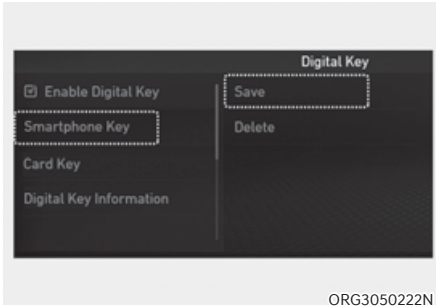 Digital Key
Enable Digital Key
Smartphone Key
Card Key
Digital Key Information
Save
Delete
ORG3050222N